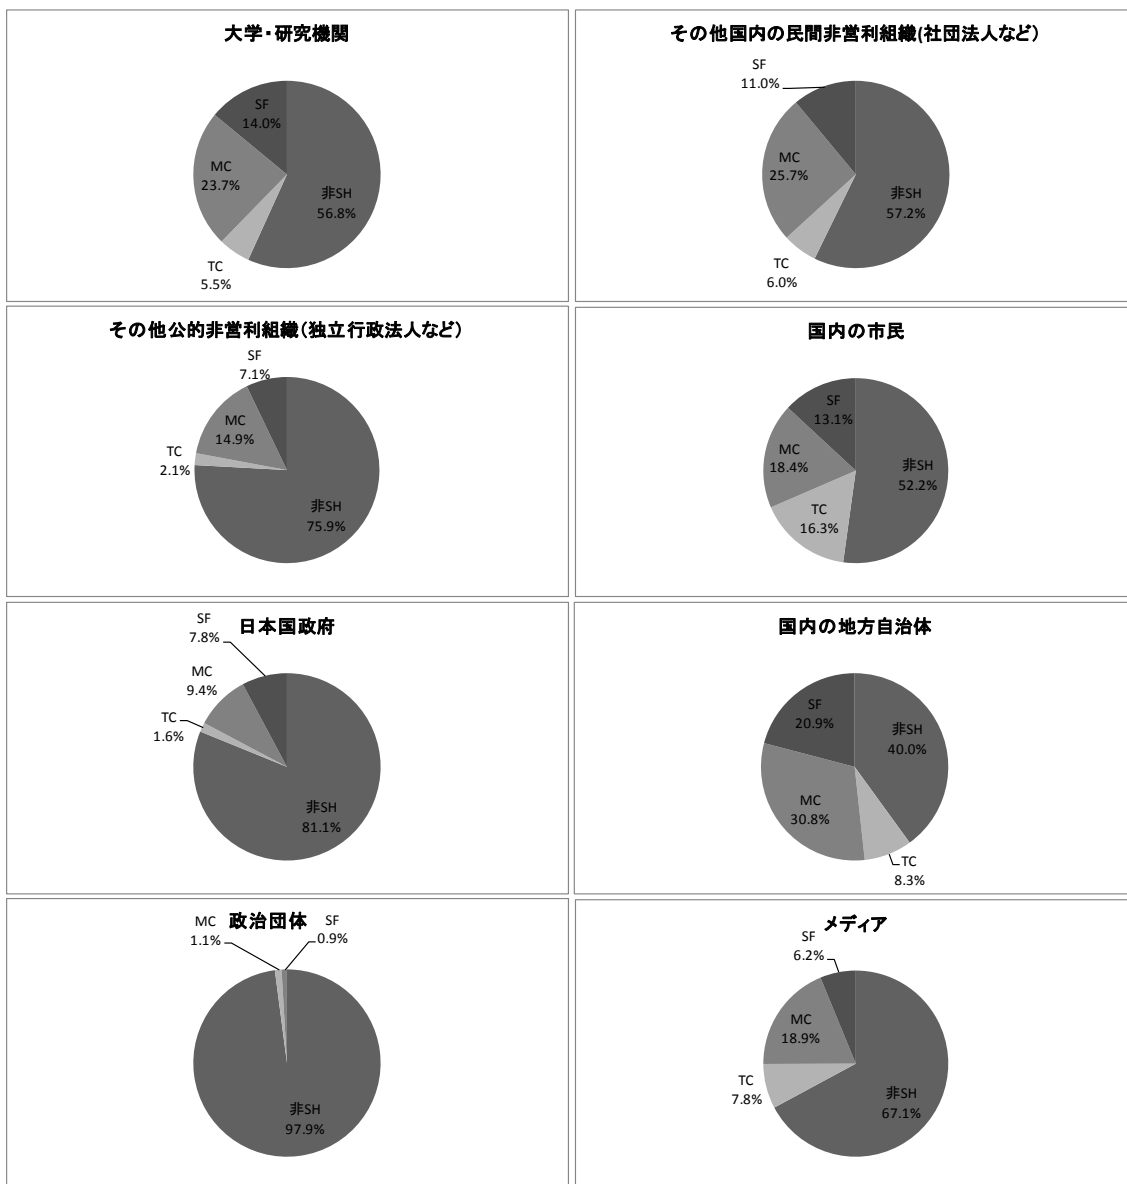 大学・研究機関
SF
14.0%
MC
23.7%
非SH
56.8%
TC
5.5%
その他国内の民間非営利組織(社団法人など）
SF
11.0%
MC
25.7%
非SH
57.2%
TC
6.0%
その他公的非営利組織（独立行政法人など）
SF
7.1%
MC
14.9%
TC
2.1%
非SH
75.9%
国内の市民
SF
13.1%
MC
18.4%
非SH
52.2%
TC
16.3%
日本国政府
SF
7.8%
MC
9.4%
TC
1.6%
非SH
81.1%
国内の地方自治体
SF
20.9%
非SH
40.0%
MC
30.8%
TC
8.3%
政治団体
MC
1.1%
SF
0.9%
非SH
97.9%
メディア
SF
6.2%
MC
18.9%
TC
7.8%
非SH
67.1%